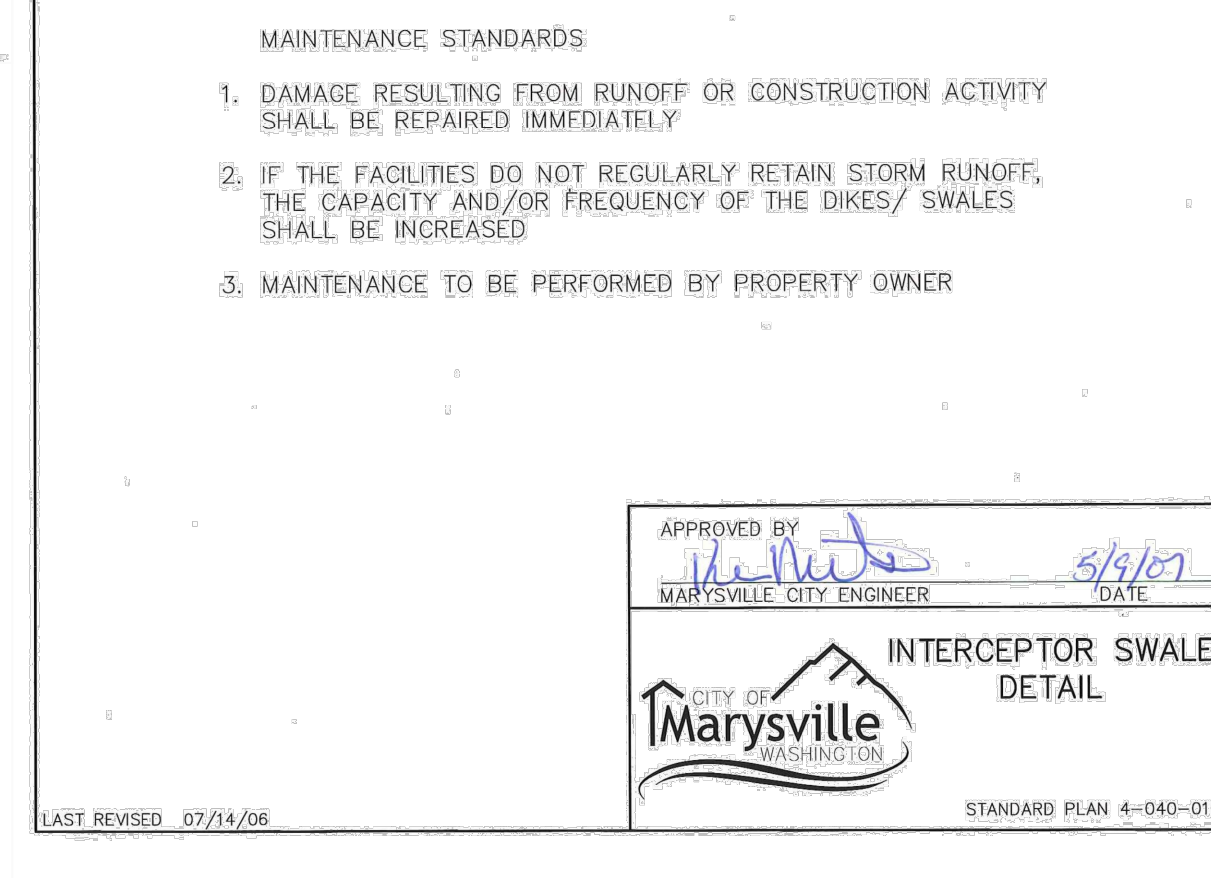 MAINTENANCE STANDARDS
1. DAMAGE RESULTING FROM RUNOFF OR CONSTRUCTION ACTIVITY
SHALL BE REPAIRED IMMEDIATELY
2. IF THE FACILITIES DO NOT REGULARLY RETAIN STORM RUNOFF,
THE CAPACITY AND/OR FREQUENCY OF THE DIKES/ SWALES
SHALL BE INCREASED
3. MAINTENANCE TO BE PERFORMED BY PROPERTY OWNER
APPROVED BY
5/9/07
MARYSVILLE CITY ENGINEER DATE
INTERCEPTOR SWALE
DETAIL
CITY OF
Marysville
WASHINGTON
STANDARD PLAN 4-040-01
LAST REVISED 07/14/06